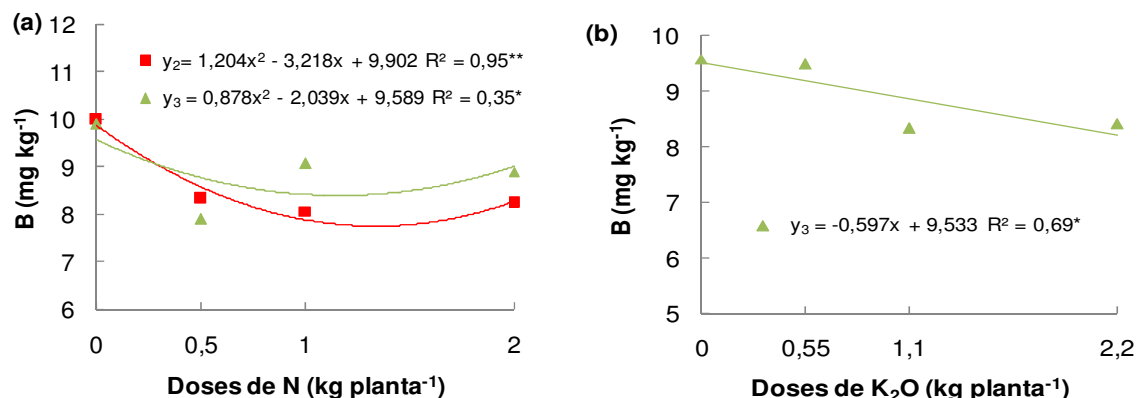 (a)
12
11
10
9
8
7
6
B (mg kg⁻¹)
y₂= 1,204x² - 3,218x + 9,902 R² = 0,95**
y₃ = 0,878x² - 2,039x + 9,589 R² = 0,35*
0 0,5 1 2
Doses de N (kg planta⁻¹)
(b)
10
9
8
7
6
5
B (mg kg⁻¹)
y₃ = -0,597x + 9,533 R² = 0,69*
0 0,55 1,1 2,2
Doses de K₂O (kg planta⁻¹)